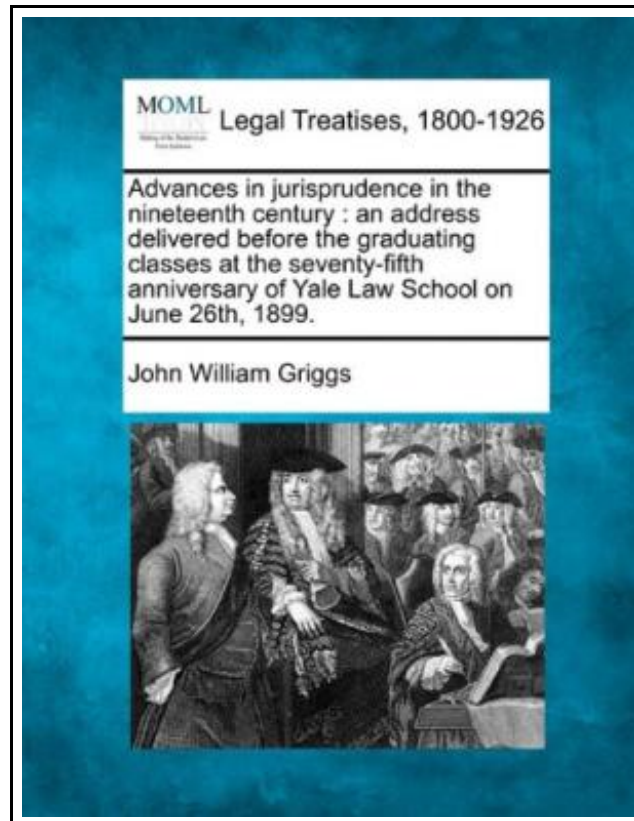 MOML
Legal Treatises, 1800-1926
Advances in jurisprudence in the
nineteenth century : an address
delivered before the graduating
classes at the seventy-fifth
anniversary of Yale Law School on
June 26th, 1899.
John William Griggs